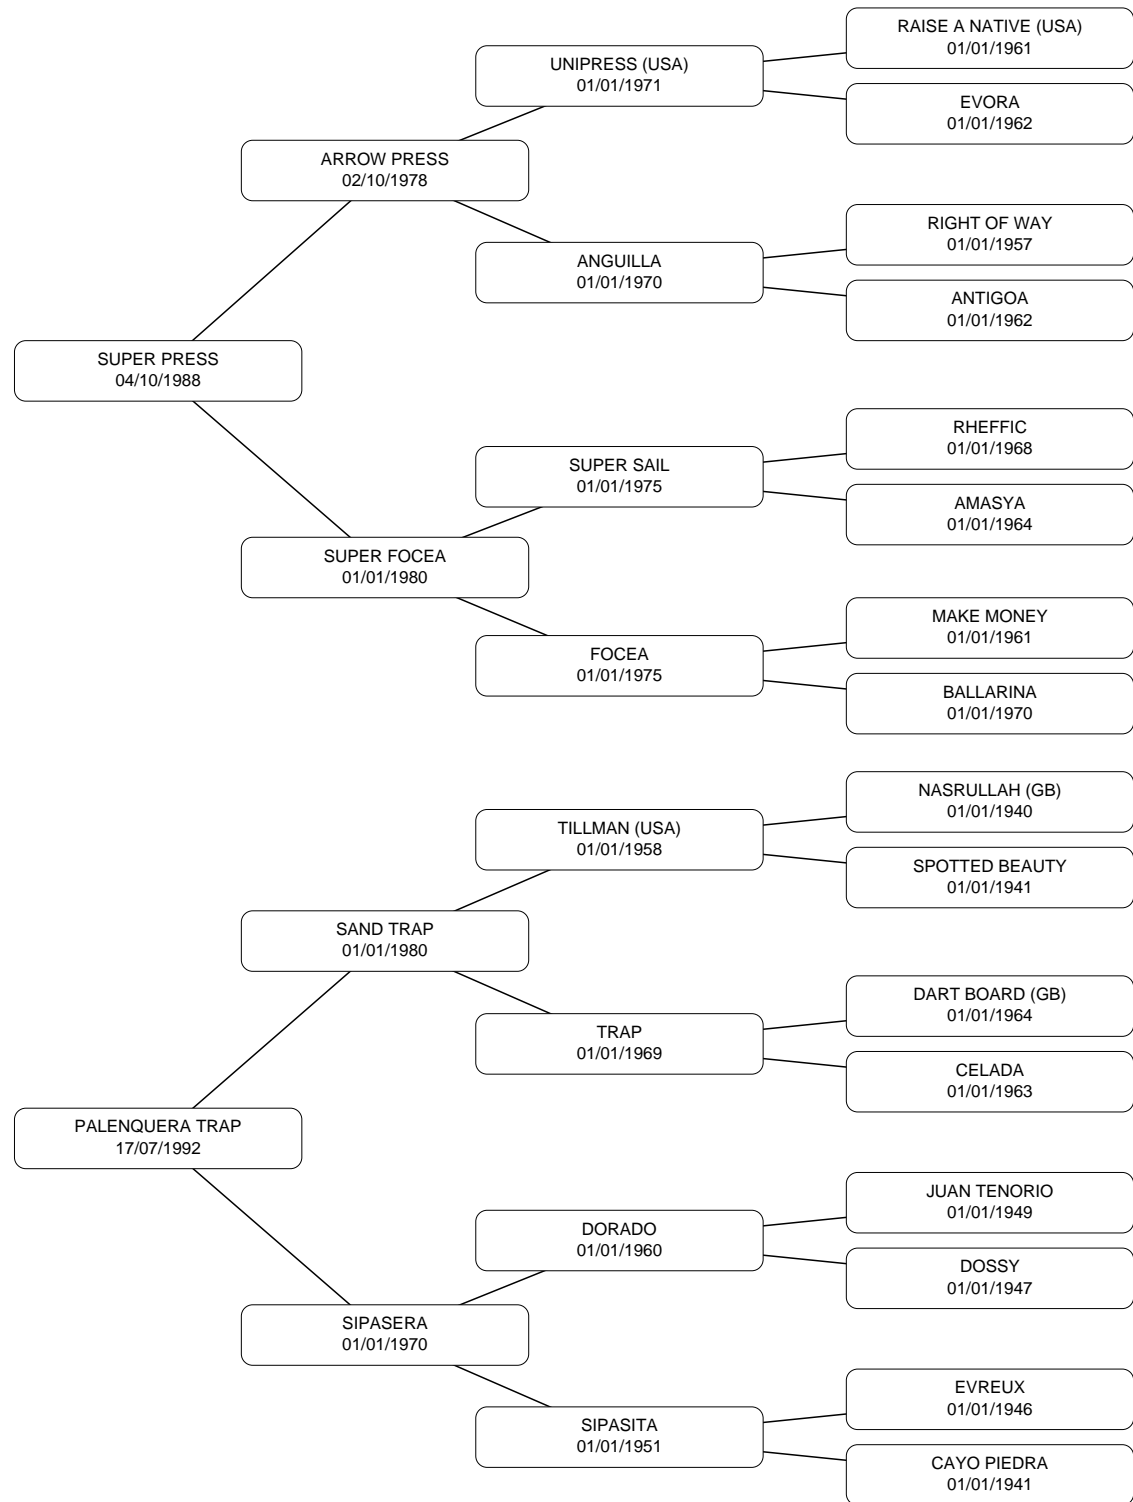 RAISE A NATIVE (USA)
01/01/1961
UNIPRESS (USA)
01/01/1971
EVORA
01/01/1962
ARROW PRESS
02/10/1978
RIGHT OF WAY
01/01/1957
ANGUILLA
01/01/1970
ANTIGOA
01/01/1962
SUPER PRESS
04/10/1988
RHEFFIC
01/01/1968
SUPER SAIL
01/01/1975
AMASYA
01/01/1964
SUPER FOCEA
01/01/1980
MAKE MONEY
01/01/1961
FOCEA
01/01/1975
BALLARINA
01/01/1970
NASRULLAH (GB)
01/01/1940
TILLMAN (USA)
01/01/1958
SPOTTED BEAUTY
01/01/1941
SAND TRAP
01/01/1980
DART BOARD (GB)
01/01/1964
TRAP
01/01/1969
CELADA
01/01/1963
PALENQUERA TRAP
17/07/1992
JUAN TENORIO
01/01/1949
DORADO
01/01/1960
DOSSY
01/01/1947
SIPASERA
01/01/1970
EVREUX
01/01/1946
SIPASITA
01/01/1951
CAYO PIEDRA
01/01/1941